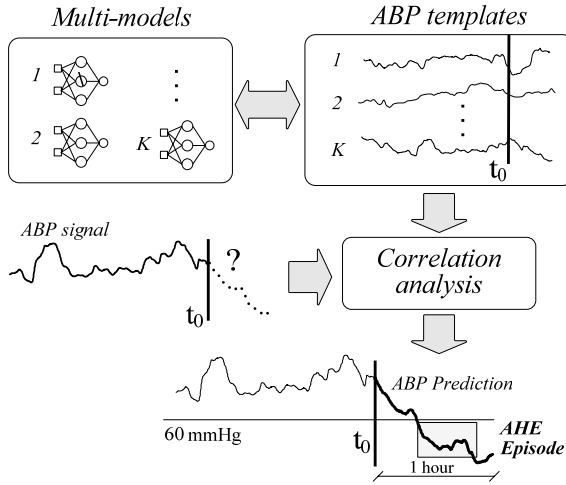 Multi-models
ABP templates
1
2
K
1
2
K
t0
ABP signal
?
t0
Correlation
analysis
ABP Prediction
60 mmHg
t0
AHE
Episode
1 hour